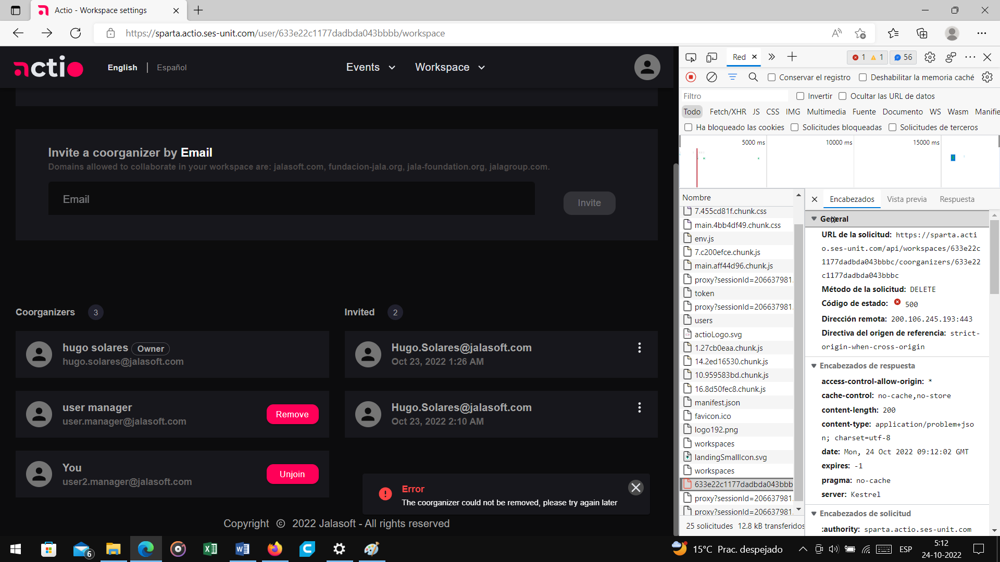 Actio - Workspace settings
https://sparta.actio.ses-unit.com/user/633e22c1177dadbda043bbbb/workspace
actio
English | Español
Events
Workspace
Invite a coorganizer by Email
Domains allowed to collaborate in your workspace are: jalasoft.com, fundacion-jala.org, jala-foundation.org, jalagroup.com.
Email
Invite
Coorganizers 3
hugo solares Owner
hugo.solares@jalasoft.com
user manager
user.manager@jalasoft.com
Remove
You
user2.manager@jalasoft.com
Unjoin
Invited 2
Hugo.Solares@jalasoft.com
Oct 23, 2022 1:26 AM
Hugo.Solares@jalasoft.com
Oct 23, 2022 2:10 AM
Error
The coorganizer could not be removed, please try again later
Copyright © 2022 Jalasoft - All rights reserved
Red
1 1 56
Conservar el registro Deshabilitar la memoria caché
Filtro
Invertir Ocultar las URL de datos
Todo Fetch/XHR JS CSS IMG Multimedia Fuente Documento WS Wasm Manifie
Ha bloqueado las cookies Solicitudes bloqueadas Solicitudes de terceros
5000 ms 10000 ms 15000 ms
Nombre
7.455cd81f.chunk.css
main.4bb4df49.chunk.css
env.js
7.c200efce.chunk.js
main.aff44d96.chunk.js
proxy?sessionId=206637981.
token
proxy?sessionId=206637981.
users
actioLogo.svg
1.27cb0eaa.chunk.js
14.2ed16530.chunk.js
10.959583bd.chunk.js
16.8d50fec8.chunk.js
manifest.json
favicon.ico
logo192.png
workspaces
landingSmallIcon.svg
workspaces
633e22c1177dadbda043bbb
proxy?sessionId=206637981.
proxy?sessionId=206637981.
25 solicitudes 12.8 kB transferidos
Encabezados Vista previa Respuesta
General
URL de la solicitud: https://sparta.acti
o.ses-unit.com/api/workspaces/633e22c
1177dadbda043bbbc/coorganizers/633e22
c1177dadbda043bbbc
Método de la solicitud: DELETE
Código de estado: 500
Dirección remota: 200.106.245.193:443
Directiva del origen de referencia: strict-
origin-when-cross-origin
Encabezados de respuesta
access-control-allow-origin: *
cache-control: no-cache,no-store
content-length: 200
content-type: application/problem+jso
n; charset=utf-8
date: Mon, 24 Oct 2022 09:12:02 GMT
expires: -1
pragma: no-cache
server: Kestrel
Encabezados de solicitud
:authority: sparta.actio.ses-unit.com
6
15°C Prac. despejado
ESP
5:12
24-10-2022